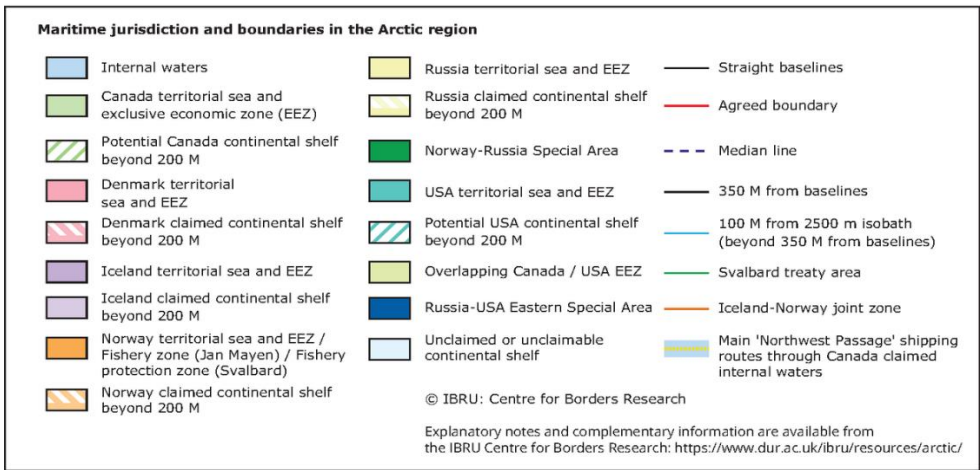 Maritime jurisdiction and boundaries in the Arctic region
Internal waters
Canada territorial sea and
exclusive economic zone (EEZ)
Potential Canada continental shelf
beyond 200 M
Denmark territorial
sea and EEZ
Denmark claimed continental shelf
beyond 200 M
Iceland territorial sea and EEZ
Iceland claimed continental shelf
beyond 200 M
Norway territorial sea and EEZ /
Fishery zone (Jan Mayen) / Fishery
protection zone (Svalbard)
Norway claimed continental shelf
beyond 200 M
Russia territorial sea and EEZ
Russia claimed continental shelf
beyond 200 M
Norway-Russia Special Area
USA territorial sea and EEZ
Potential USA continental shelf
beyond 200 M
Overlapping Canada / USA EEZ
Russia-USA Eastern Special Area
Unclaimed or unclaimable
continental shelf
Straight baselines
Agreed boundary
Median line
350 M from baselines
100 M from 2500 m isobath
(beyond 350 M from baselines)
Svalbard treaty area
Iceland-Norway joint zone
Main 'Northwest Passage' shipping
routes through Canada claimed
internal waters
© IBRU: Centre for Borders Research
Explanatory notes and complementary information are available from
the IBRU Centre for Borders Research: https://www.dur.ac.uk/ibru/resources/arctic/